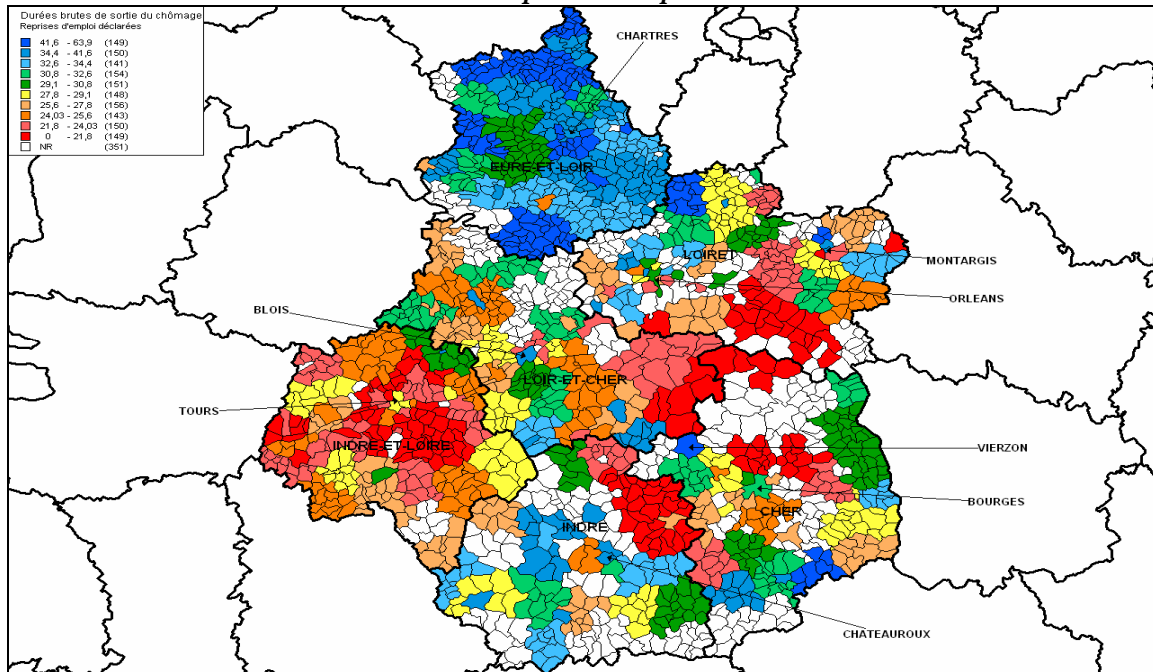 Durées brutes de sortie du chômage
Reprises d'emploi déclarées
41,6 - 63,9 (149)
34,4 - 41,6 (150)
32,6 - 34,4 (141)
30,8 - 32,6 (154)
29,1 - 30,8 (151)
27,8 - 29,1 (148)
25,6 - 27,8 (156)
24,03 - 25,6 (143)
21,8 - 24,03 (150)
0 - 21,8 (149)
NR (351)
CHARTRES
EURE-ET-LOIR
LOIRET
MONTARGIS
ORLEANS
BLOIS
LOIR-ET-CHER
TOURS
INDRE-ET-LOIRE
VIERZON
BOURGES
CHER
INDRE
CHATEAUROUX